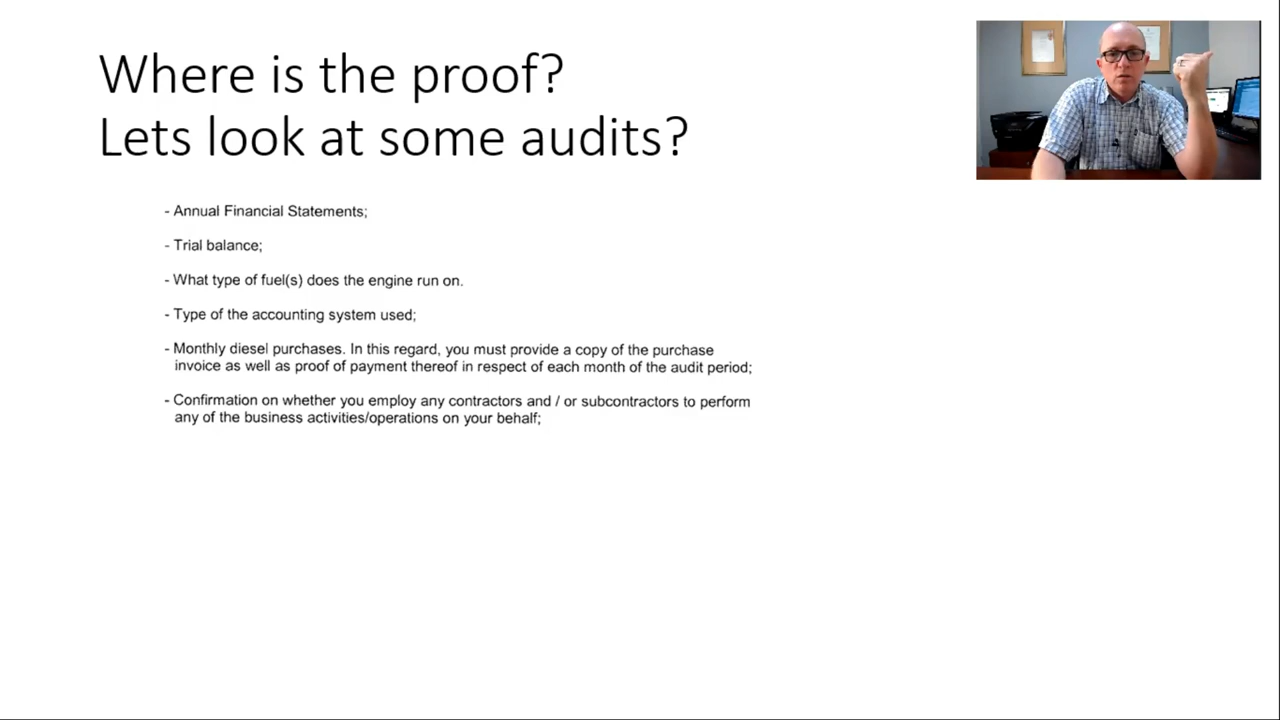 Where is the proof?
Lets look at some audits?
- Annual Financial Statements;
- Trial balance;
- What type of fuel(s) does the engine run on.
- Type of the accounting system used;
- Monthly diesel purchases. In this regard, you must provide a copy of the purchase
invoice as well as proof of payment thereof in respect of each month of the audit period;
- Confirmation on whether you employ any contractors and / or subcontractors to perform
any of the business activities/operations on your behalf;